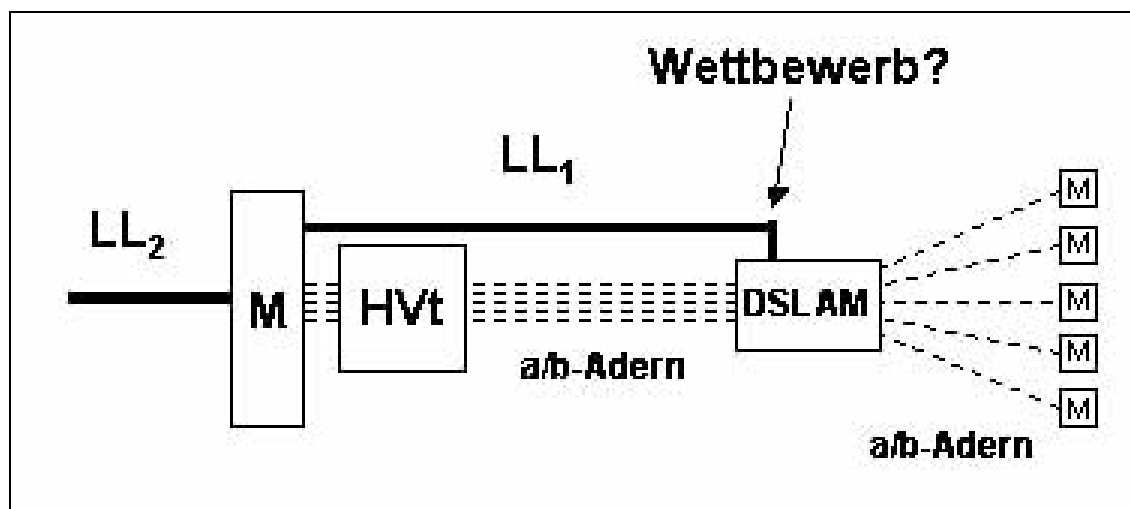 Wettbewerb?
LL₁
LL₂
M
HVt
a/b-Adern
DSLAM
M
M
M
M
M
a/b-Adern